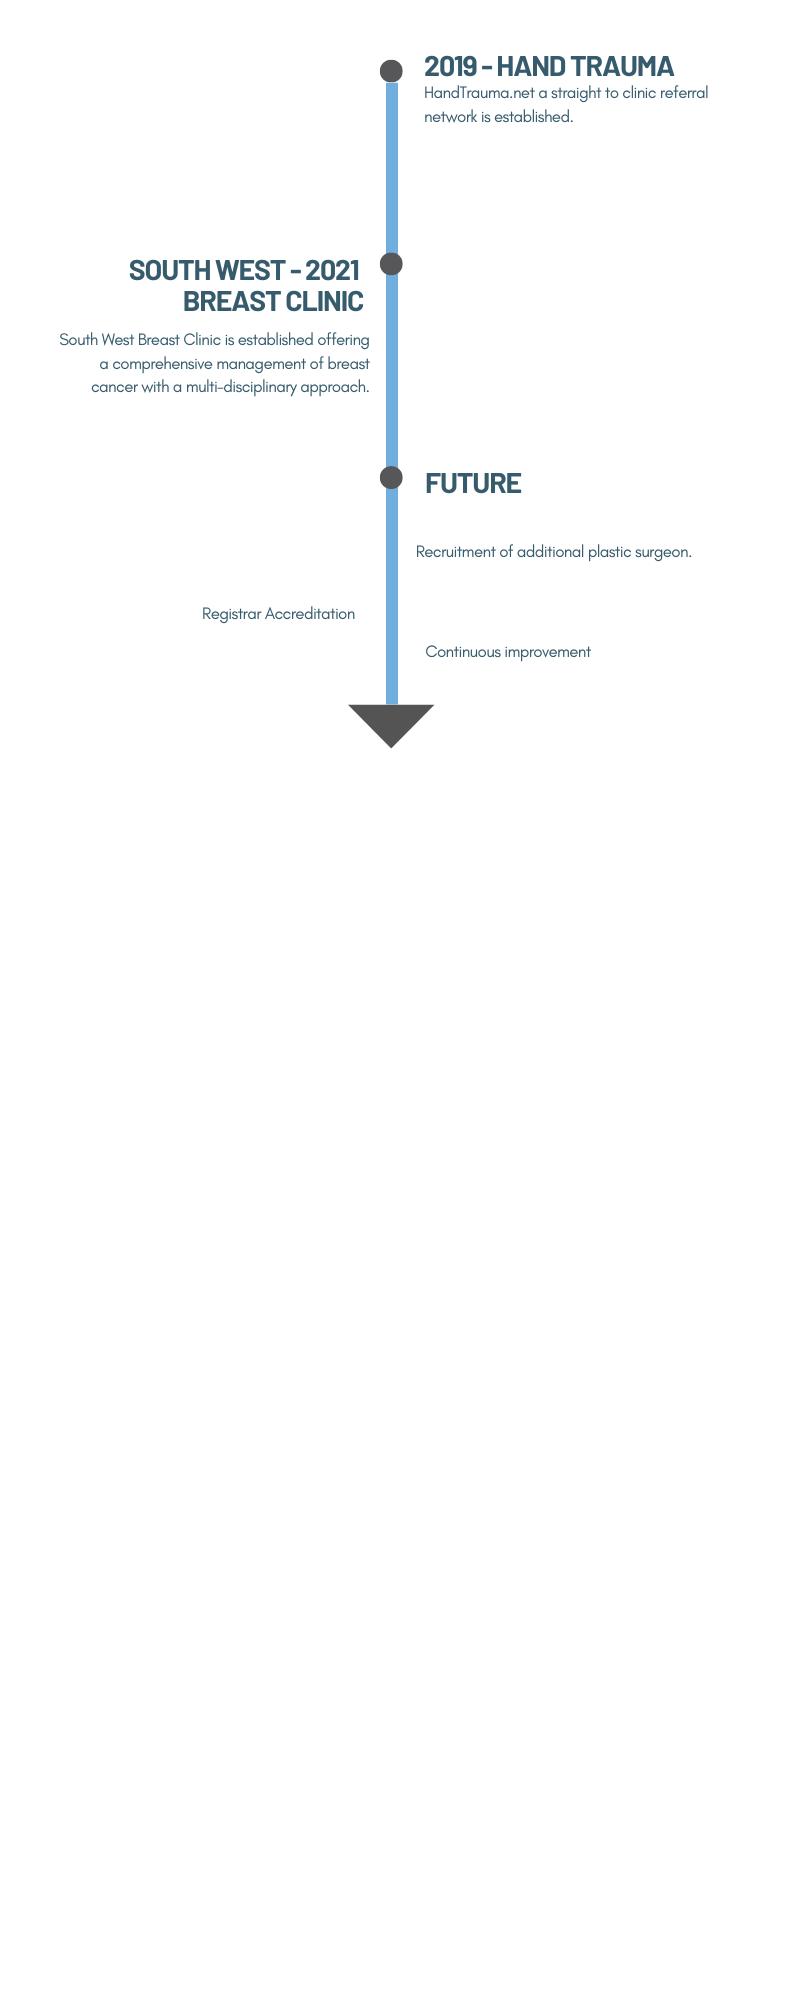 2019 - HAND TRAUMA
HandTrauma.net a straight to clinic referral
network is established.
SOUTH WEST - 2021
BREAST CLINIC
South West Breast Clinic is established offering
a comprehensive management of breast
cancer with a multi-disciplinary approach.
FUTURE
Recruitment of additional plastic surgeon.
Registrar Accreditation
Continuous improvement